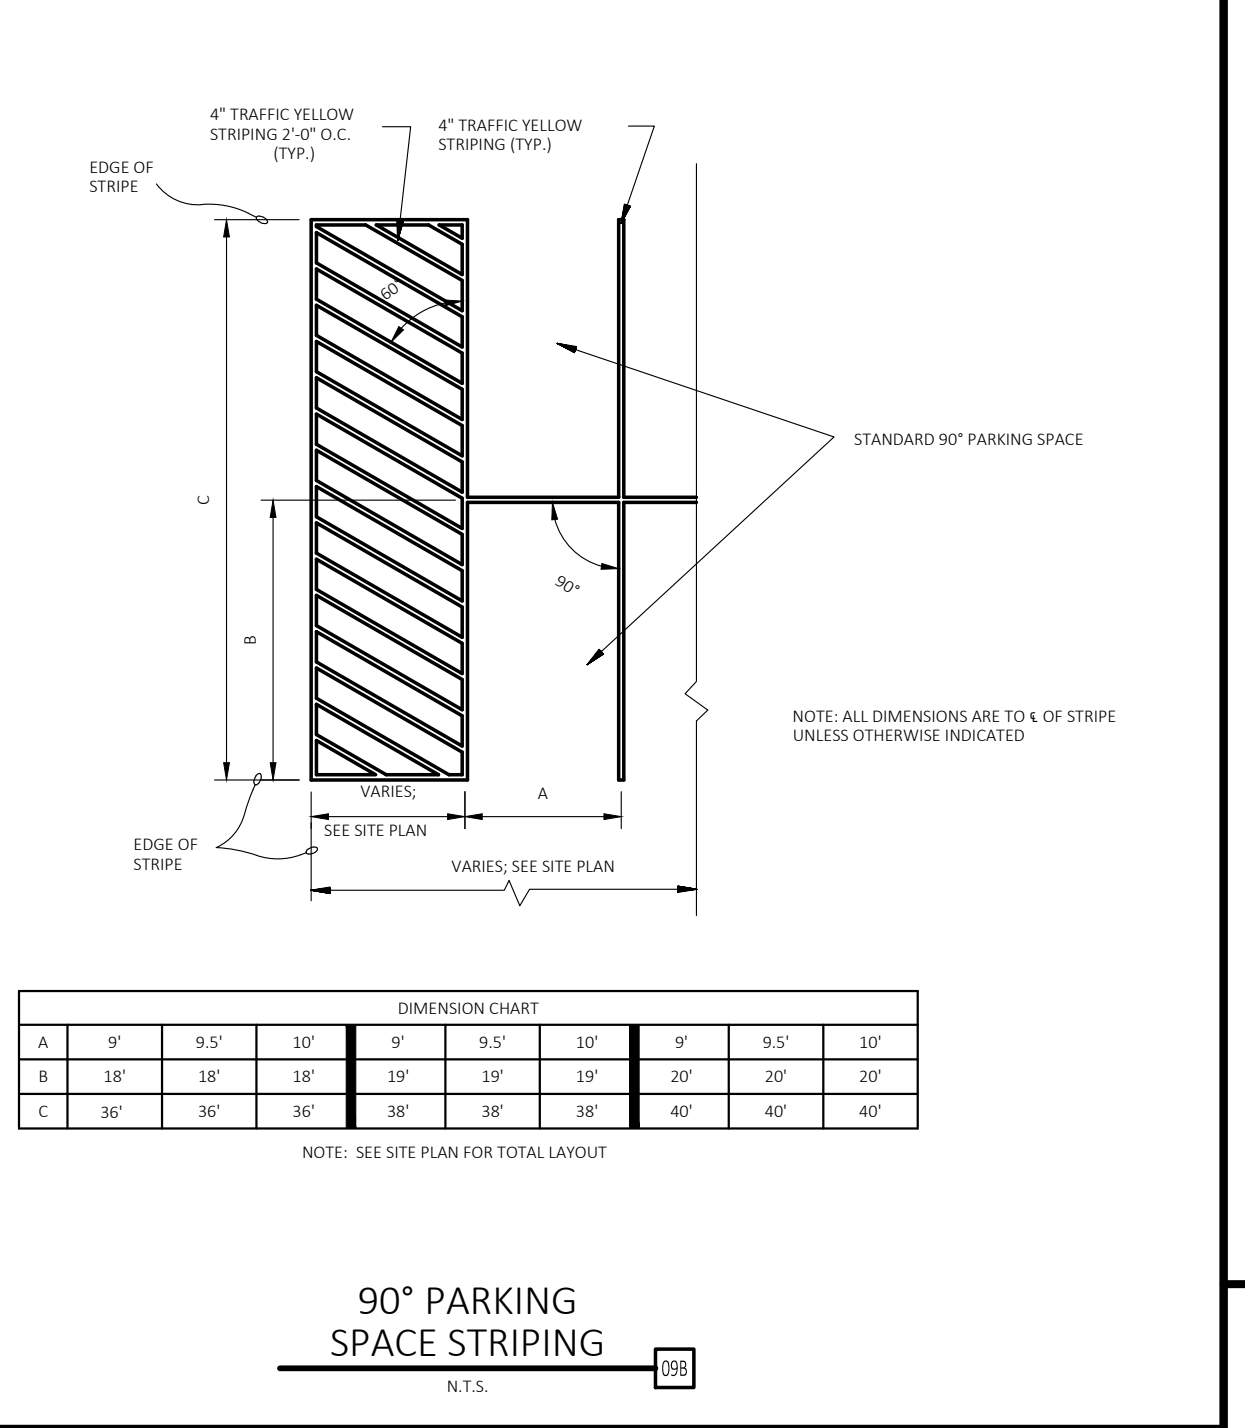 4" TRAFFIC YELLOW
STRIPING 2'-0" O.C.
(TYP.)
4" TRAFFIC YELLOW
STRIPING (TYP.)
EDGE OF
STRIPE
60°
STANDARD 90° PARKING SPACE
C
90°
B
NOTE: ALL DIMENSIONS ARE TO ℄ OF STRIPE
UNLESS OTHERWISE INDICATED
VARIES;
SEE SITE PLAN
A
EDGE OF
STRIPE
VARIES; SEE SITE PLAN
DIMENSION CHART
A 9' 9.5' 10' 9' 9.5' 10' 9' 9.5' 10'
B 18' 18' 18' 19' 19' 19' 20' 20' 20'
C 36' 36' 36' 38' 38' 38' 40' 40' 40'
NOTE: SEE SITE PLAN FOR TOTAL LAYOUT
90° PARKING
SPACE STRIPING
09B
N.T.S.